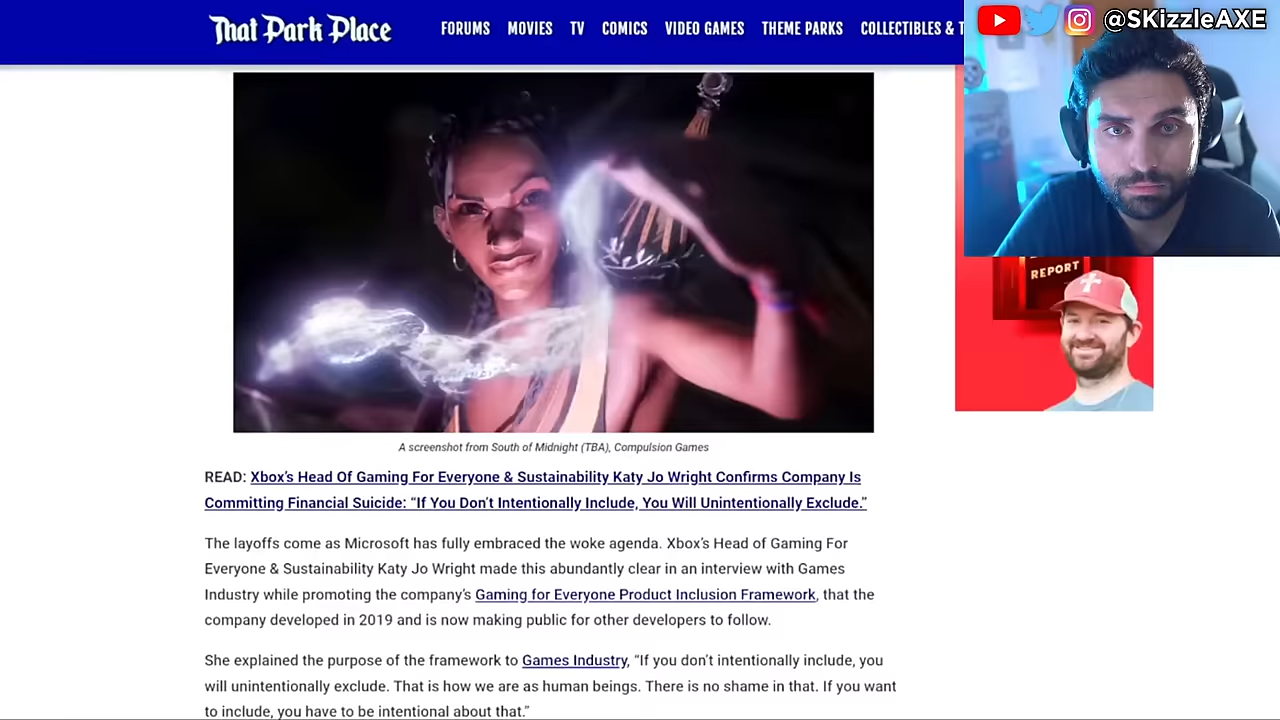 That Park Place
FORUMS MOVIES TV COMICS VIDEO GAMES THEME PARKS COLLECTIBLES & T
@SKizzleAXE
REPORT
A screenshot from South of Midnight (TBA), Compulsion Games
READ: Xbox's Head Of Gaming For Everyone & Sustainability Katy Jo Wright Confirms Company Is
Committing Financial Suicide: “If You Don't Intentionally Include, You Will Unintentionally Exclude.”
The layoffs come as Microsoft has fully embraced the woke agenda. Xbox's Head of Gaming For
Everyone & Sustainability Katy Jo Wright made this abundantly clear in an interview with Games
Industry while promoting the company's Gaming for Everyone Product Inclusion Framework, that the
company developed in 2019 and is now making public for other developers to follow.
She explained the purpose of the framework to Games Industry, “If you don't intentionally include, you
will unintentionally exclude. That is how we are as human beings. There is no shame in that. If you want
to include, you have to be intentional about that.”